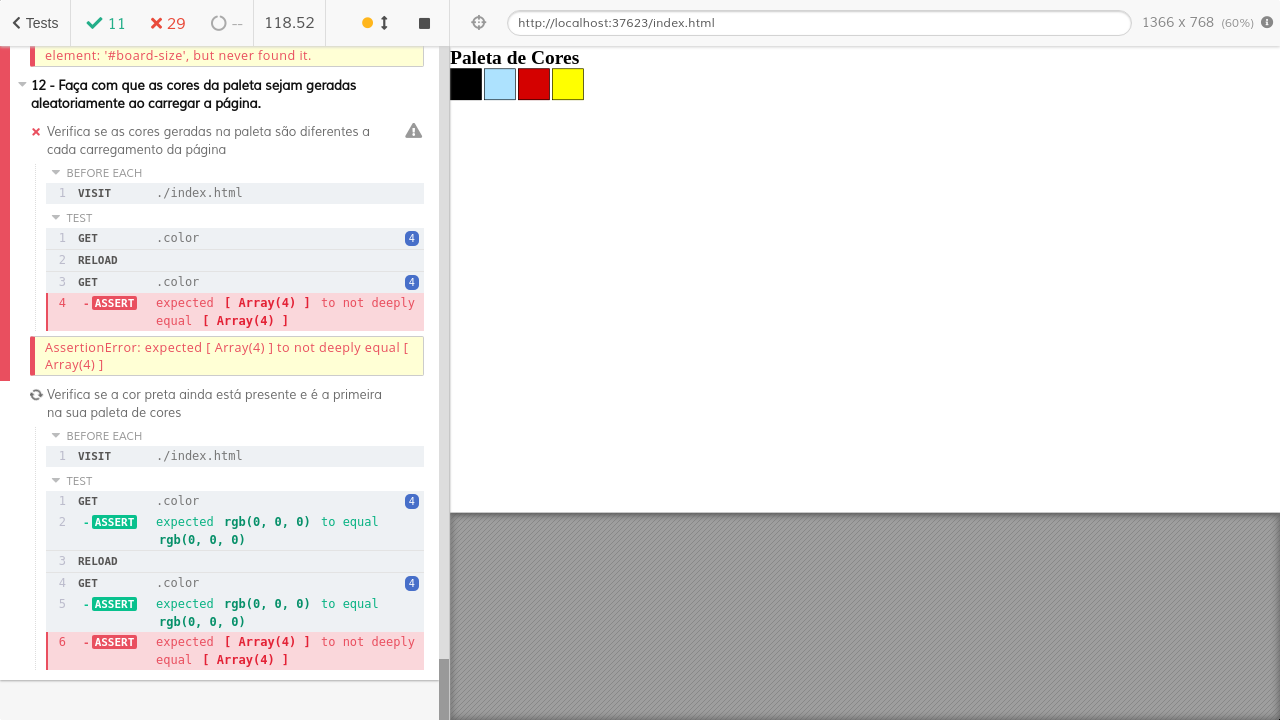 Tests
11
29
--
118.52
http://localhost:37623/index.html
1366 x 768 (60%)
element: '#board-size', but never found it.
12 - Faça com que as cores da paleta sejam geradas
aleatoriamente ao carregar a página.
Verifica se as cores geradas na paleta são diferentes a
cada carregamento da página
BEFORE EACH
1 VISIT ./index.html
TEST
1 GET .color 4
2 RELOAD
3 GET .color 4
4 -ASSERT expected [ Array(4) ] to not deeply
equal [ Array(4) ]
AssertionError: expected [ Array(4) ] to not deeply equal [
Array(4) ]
Verifica se a cor preta ainda está presente e é a primeira
na sua paleta de cores
BEFORE EACH
1 VISIT ./index.html
TEST
1 GET .color 4
2 -ASSERT expected rgb(0, 0, 0) to equal
rgb(0, 0, 0)
3 RELOAD
4 GET .color 4
5 -ASSERT expected rgb(0, 0, 0) to equal
rgb(0, 0, 0)
6 -ASSERT expected [ Array(4) ] to not deeply
equal [ Array(4) ]
Paleta de Cores